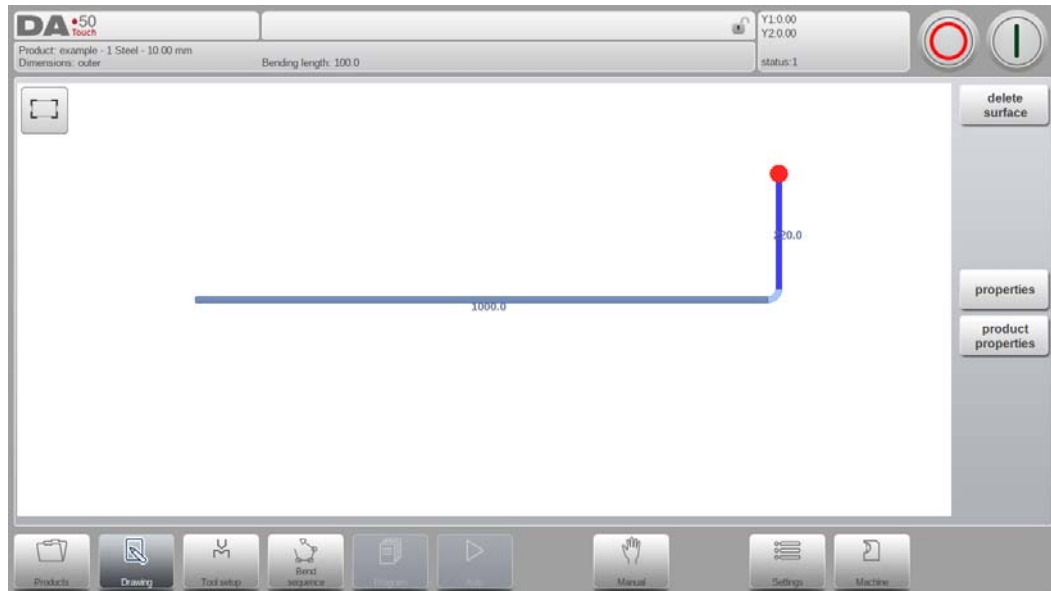 DA•50
Touch
Product: example - 1 Steel - 10.00 mm
Dimensions: outer
Bending length: 100.0
Y1:0.00
Y2:0.00
status:1
delete
surface
20.0
1000.0
properties
product
properties
Products
Drawing
Tool setup
Bend
sequence
Program
Auto
Manual
Settings
Machine